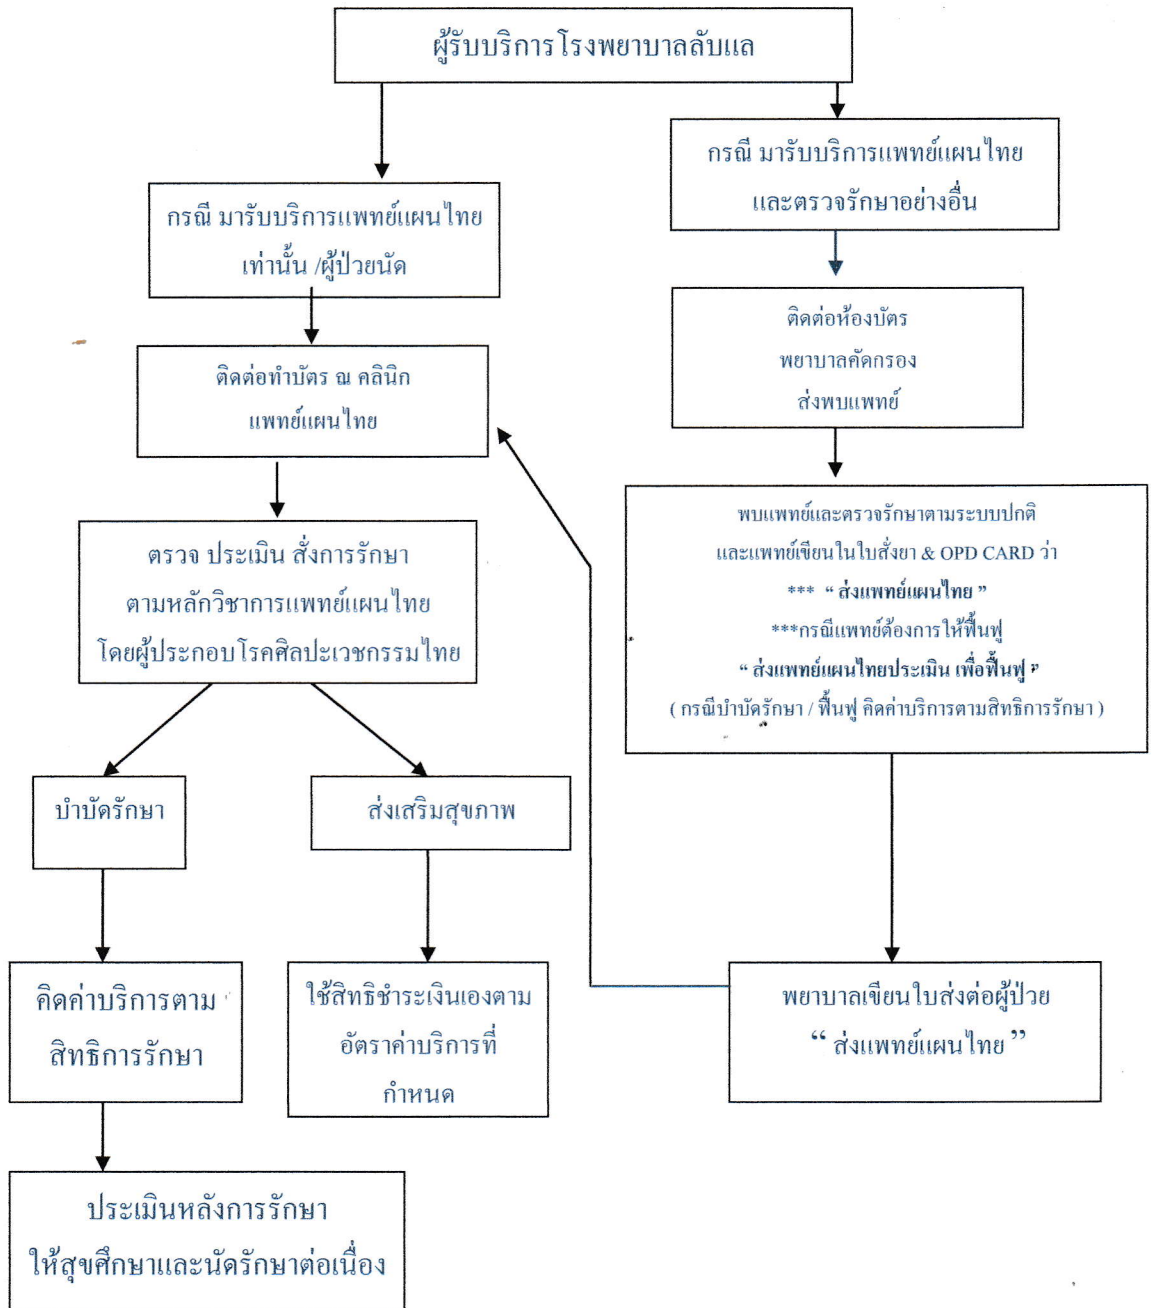 ผู้รับบริการโรงพยาบาลลับแล
กรณี มารับบริการแพทย์แผนไทย
เท่านั้น /ผู้ป่วยนัด
ติดต่อทำบัตร ณ คลินิก
แพทย์แผนไทย
ตรวจ ประเมิน สั่งการรักษา
ตามหลักวิชาการแพทย์แผนไทย
โดยผู้ประกอบโรคศิลปะเวชกรรมไทย
บำบัดรักษา
ส่งเสริมสุขภาพ
คิดค่าบริการตาม
สิทธิการรักษา
ใช้สิทธิชำระเงินเองตาม
อัตราค่าบริการที่
กำหนด
ประเมินหลังการรักษา
ให้สุขศึกษาและนัดรักษาต่อเนื่อง
กรณี มารับบริการแพทย์แผนไทย
และตรวจรักษาอย่างอื่น
ติดต่อห้องบัตร
พยาบาลคัดกรอง
ส่งพบแพทย์
พบแพทย์และตรวจรักษาตามระบบปกติ
และแพทย์เขียนในใบสั่งยา & OPD CARD ว่า
*** “ ส่งแพทย์แผนไทย ”
***กรณีแพทย์ต้องการให้ฟื้นฟู
“ ส่งแพทย์แผนไทยประเมิน เพื่อฟื้นฟู ”
( กรณีบำบัดรักษา / ฟื้นฟู คิดค่าบริการตามสิทธิการรักษา )
พยาบาลเขียนใบส่งต่อผู้ป่วย
“ ส่งแพทย์แผนไทย ”